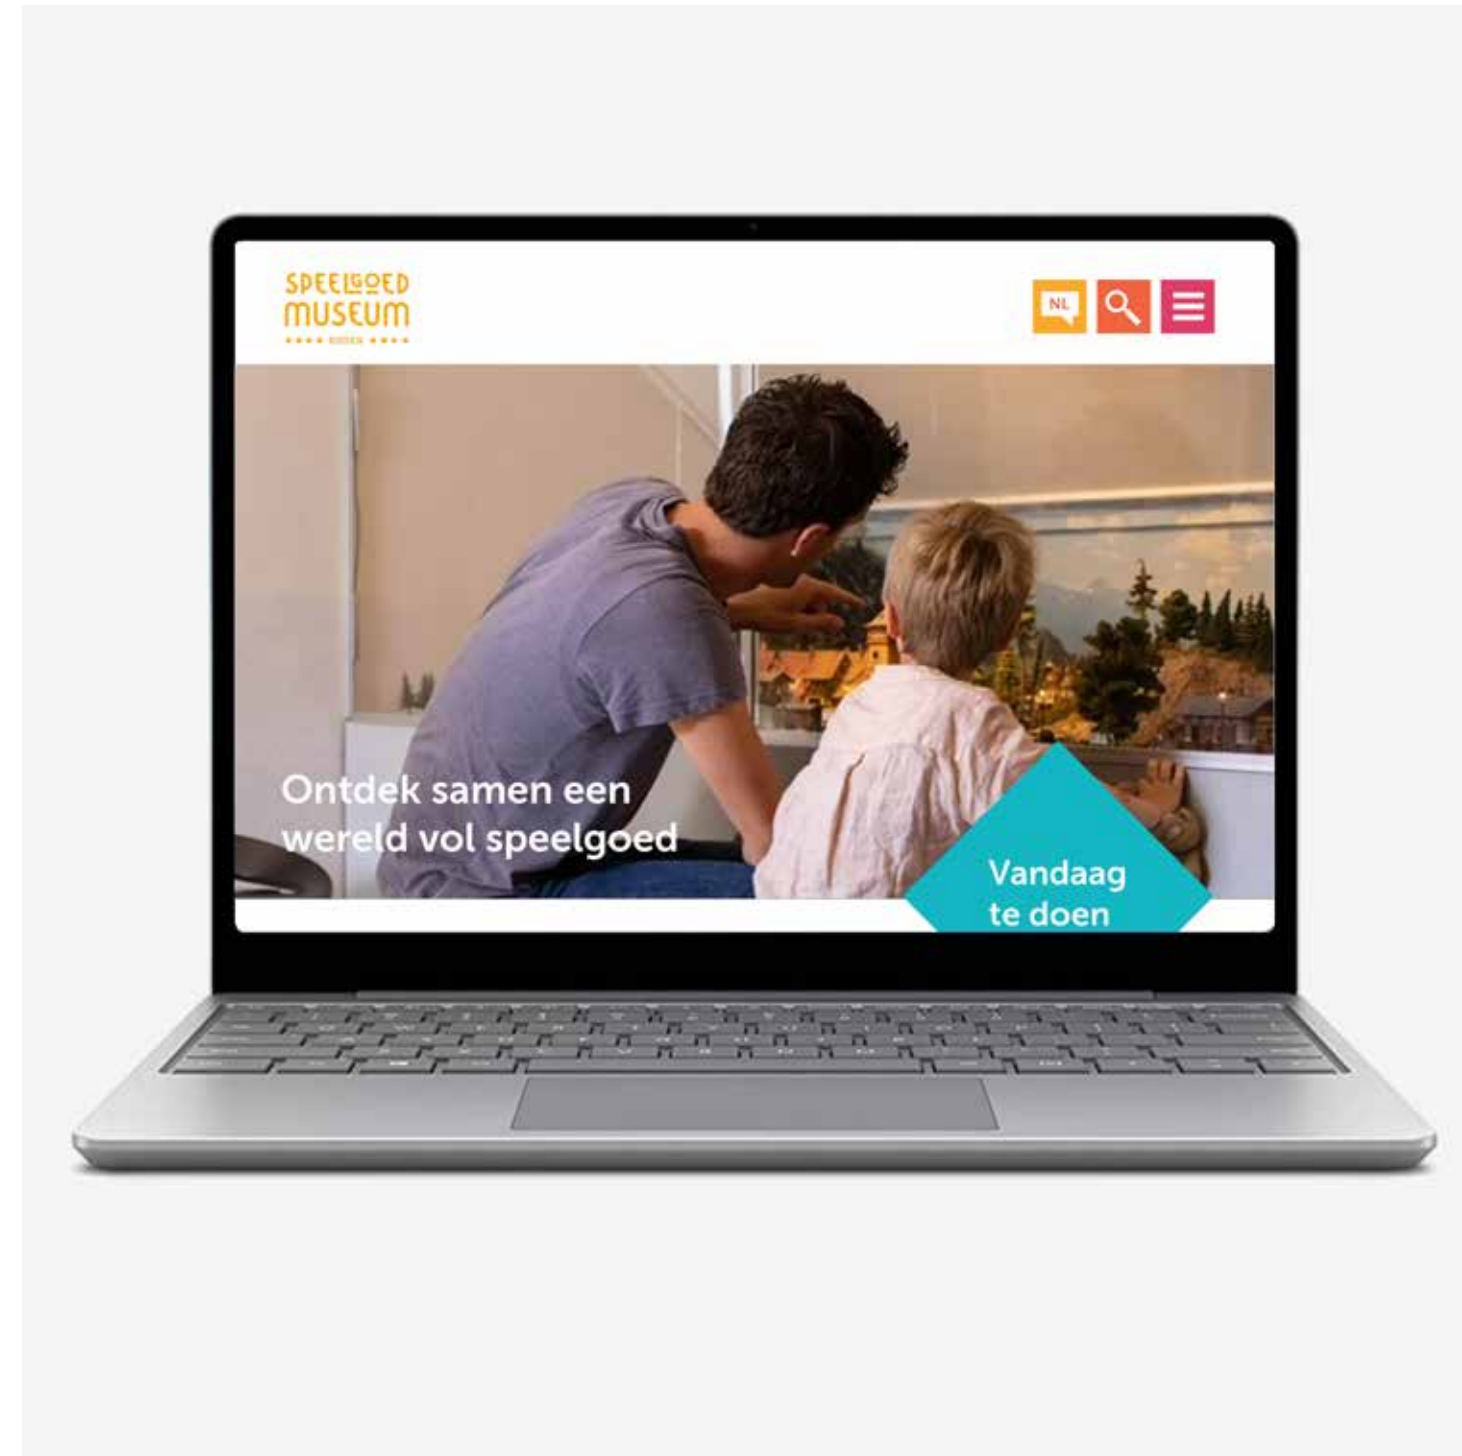 SPEELGOED
MUSEUM
NL
Ontdek samen een
wereld vol speelgoed
Vandaag
te doen